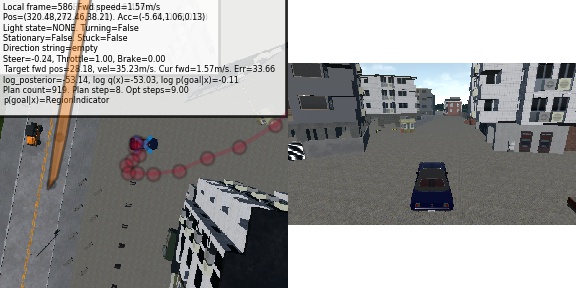 Local frame=586. Fwd speed=1.57m/s
Pos=(320.48,272.46,38.21). Acc=(-5.64,1.06,0.13)
Light state=NONE. Turning=False
Stationary=False. Stuck=False
Direction string=empty
Steer=-0.24, Throttle=1.00, Brake=0.00
Target fwd pos=28.18, vel=35.23m/s. Cur fwd=1.57m/s. Err=33.66
log_posterior=-53.14, log q(x)=-53.03, log p(goal|x)=-0.11
Plan count=919. Plan step=8. Opt steps=9.00
p(goal|x)=RegionIndicator